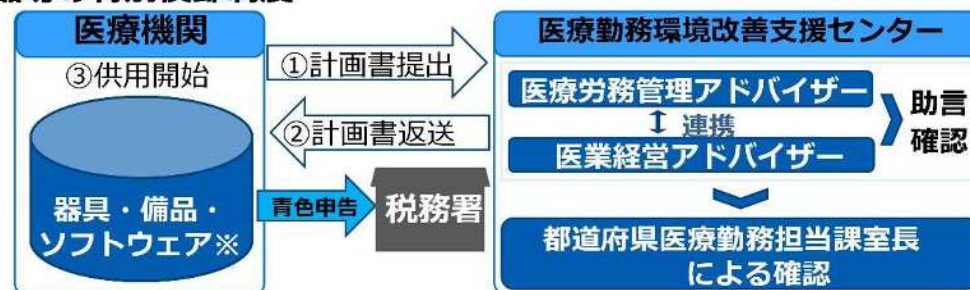 医療機関
③供用開始
器具・備品・
ソフトウェア※
①計画書提出
②計画書返送
青色申告
税務署
医療勤務環境改善支援センター
医療労務管理アドバイザー
連携
医業経営アドバイザー
助言
確認
都道府県医療勤務担当課室長
による確認